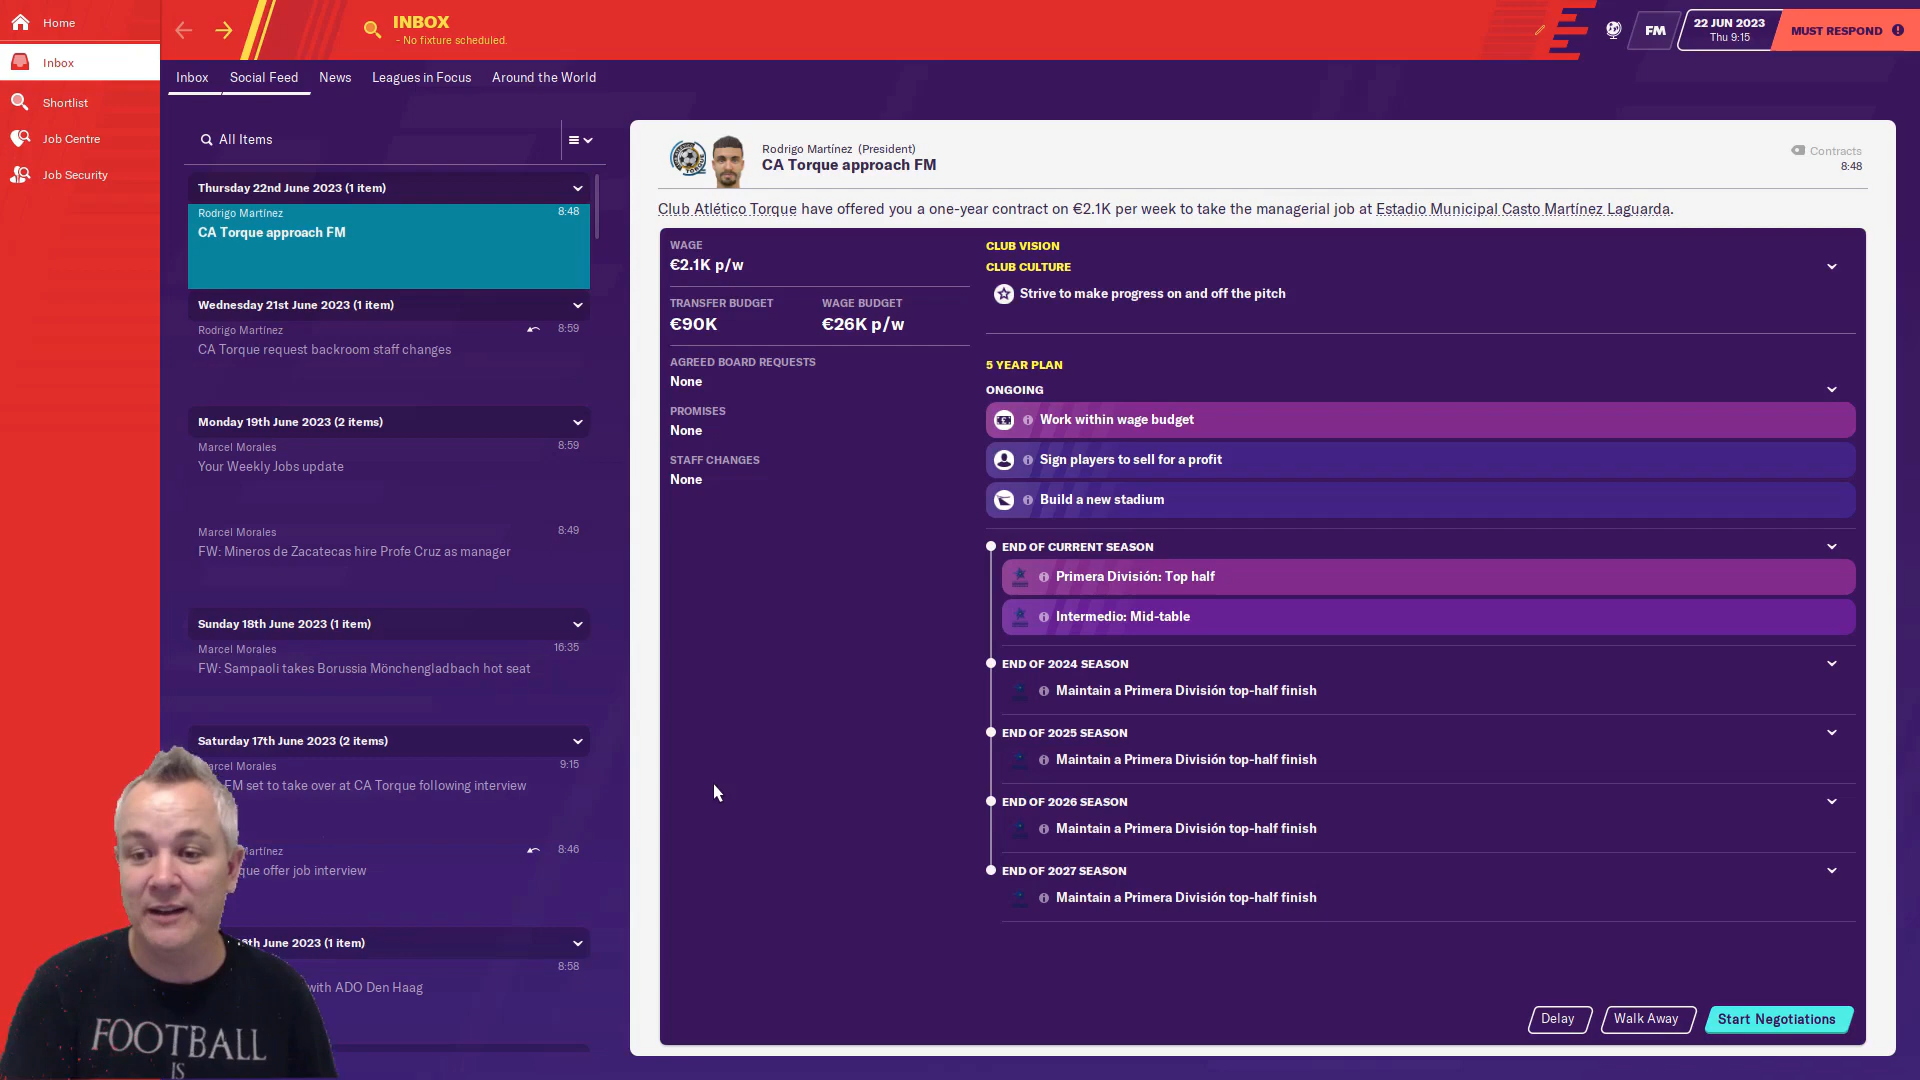 Home
Inbox
Shortlist
Job Centre
Job Security
INBOX
- No fixture scheduled.
FM
22 JUN 2023
Thu 9:15
MUST RESPOND
Inbox
Social Feed
News
Leagues in Focus
Around the World
All Items
Thursday 22nd June 2023 (1 item)
Rodrigo Martínez
8:48
CA Torque approach FM
Wednesday 21st June 2023 (1 item)
Rodrigo Martínez
8:59
CA Torque request backroom staff changes
Monday 19th June 2023 (2 items)
Marcel Morales
8:59
Your Weekly Jobs update
Marcel Morales
8:49
FW: Mineros de Zacatecas hire Profe Cruz as manager
Sunday 18th June 2023 (1 item)
Marcel Morales
16:35
FW: Sampaoli takes Borussia Mönchengladbach hot seat
Saturday 17th June 2023 (2 items)
arcel Morales
9:15
FM set to take over at CA Torque following interview
artínez
8:46
que offer job interview
6th June 2023 (1 item)
8:58
with ADO Den Haag
FOOTBALL
IS
Rodrigo Martínez (President)
CA Torque approach FM
Contracts
8:48
Club Atlético Torque have offered you a one-year contract on €2.1K per week to take the managerial job at Estadio Municipal Casto Martínez Laguarda.
WAGE
€2.1K p/w
TRANSFER BUDGET
€90K
WAGE BUDGET
€26K p/w
AGREED BOARD REQUESTS
None
PROMISES
None
STAFF CHANGES
None
CLUB VISION
CLUB CULTURE
Strive to make progress on and off the pitch
5 YEAR PLAN
ONGOING
Work within wage budget
Sign players to sell for a profit
Build a new stadium
END OF CURRENT SEASON
Primera División: Top half
Intermedio: Mid-table
END OF 2024 SEASON
Maintain a Primera División top-half finish
END OF 2025 SEASON
Maintain a Primera División top-half finish
END OF 2026 SEASON
Maintain a Primera División top-half finish
END OF 2027 SEASON
Maintain a Primera División top-half finish
Delay
Walk Away
Start Negotiations